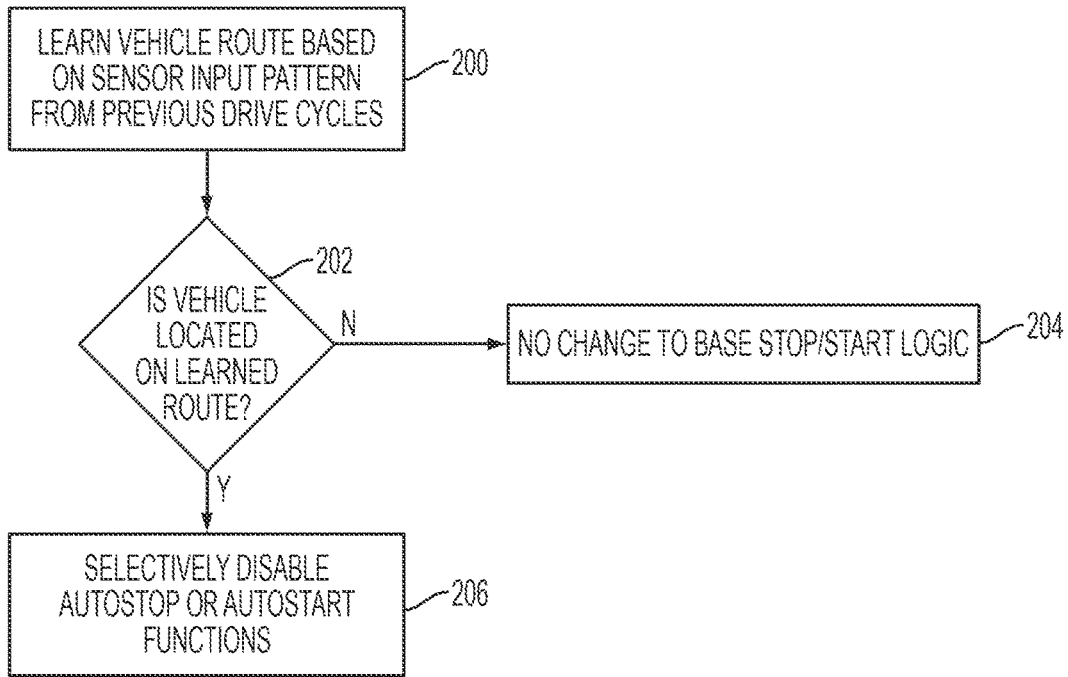 LEARN VEHICLE ROUTE BASED
ON SENSOR INPUT PATTERN
FROM PREVIOUS DRIVE CYCLES
200
202
IS VEHICLE
LOCATED
ON LEARNED
ROUTE?
N
NO CHANGE TO BASE STOP/START LOGIC
204
Y
SELECTIVELY DISABLE
AUTOSTOP OR AUTOSTART
FUNCTIONS
206